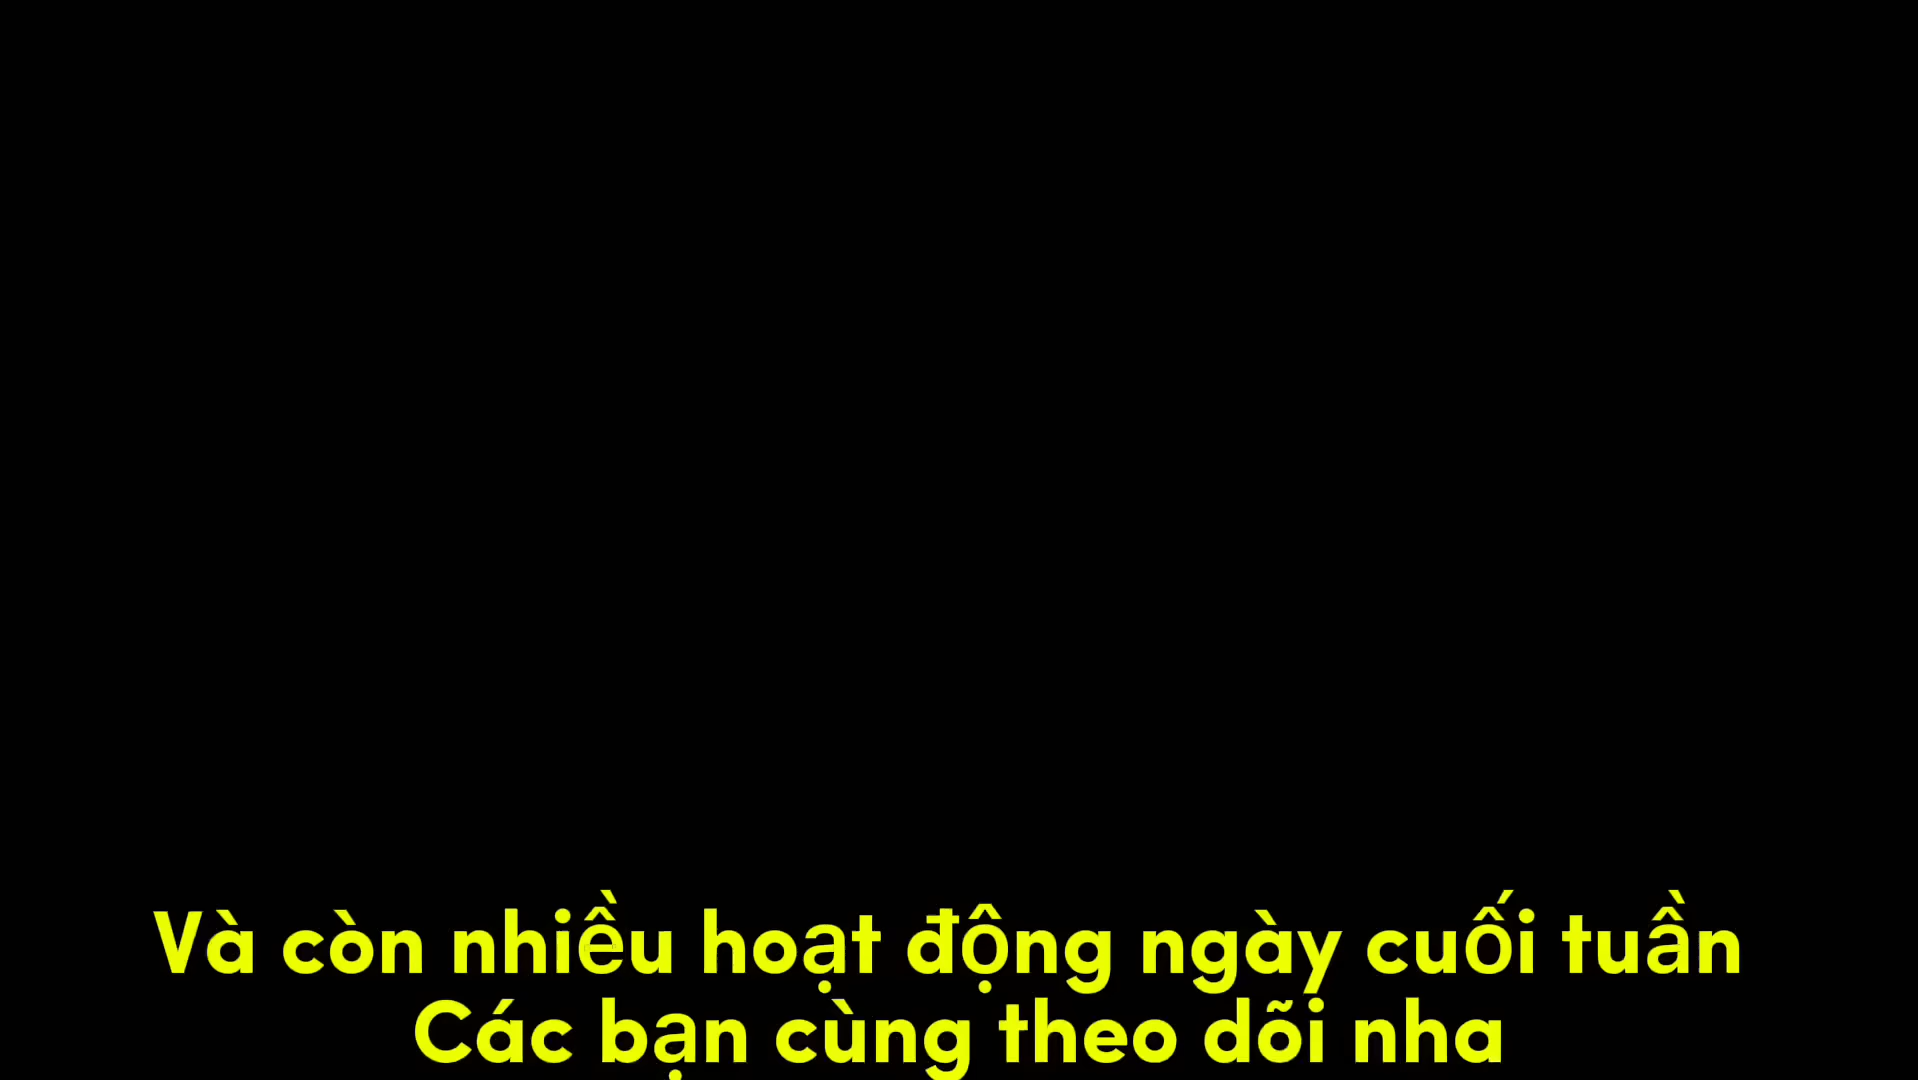 Và còn nhiều hoạt động ngày cuối tuần
Các bạn cùng theo dõi nha